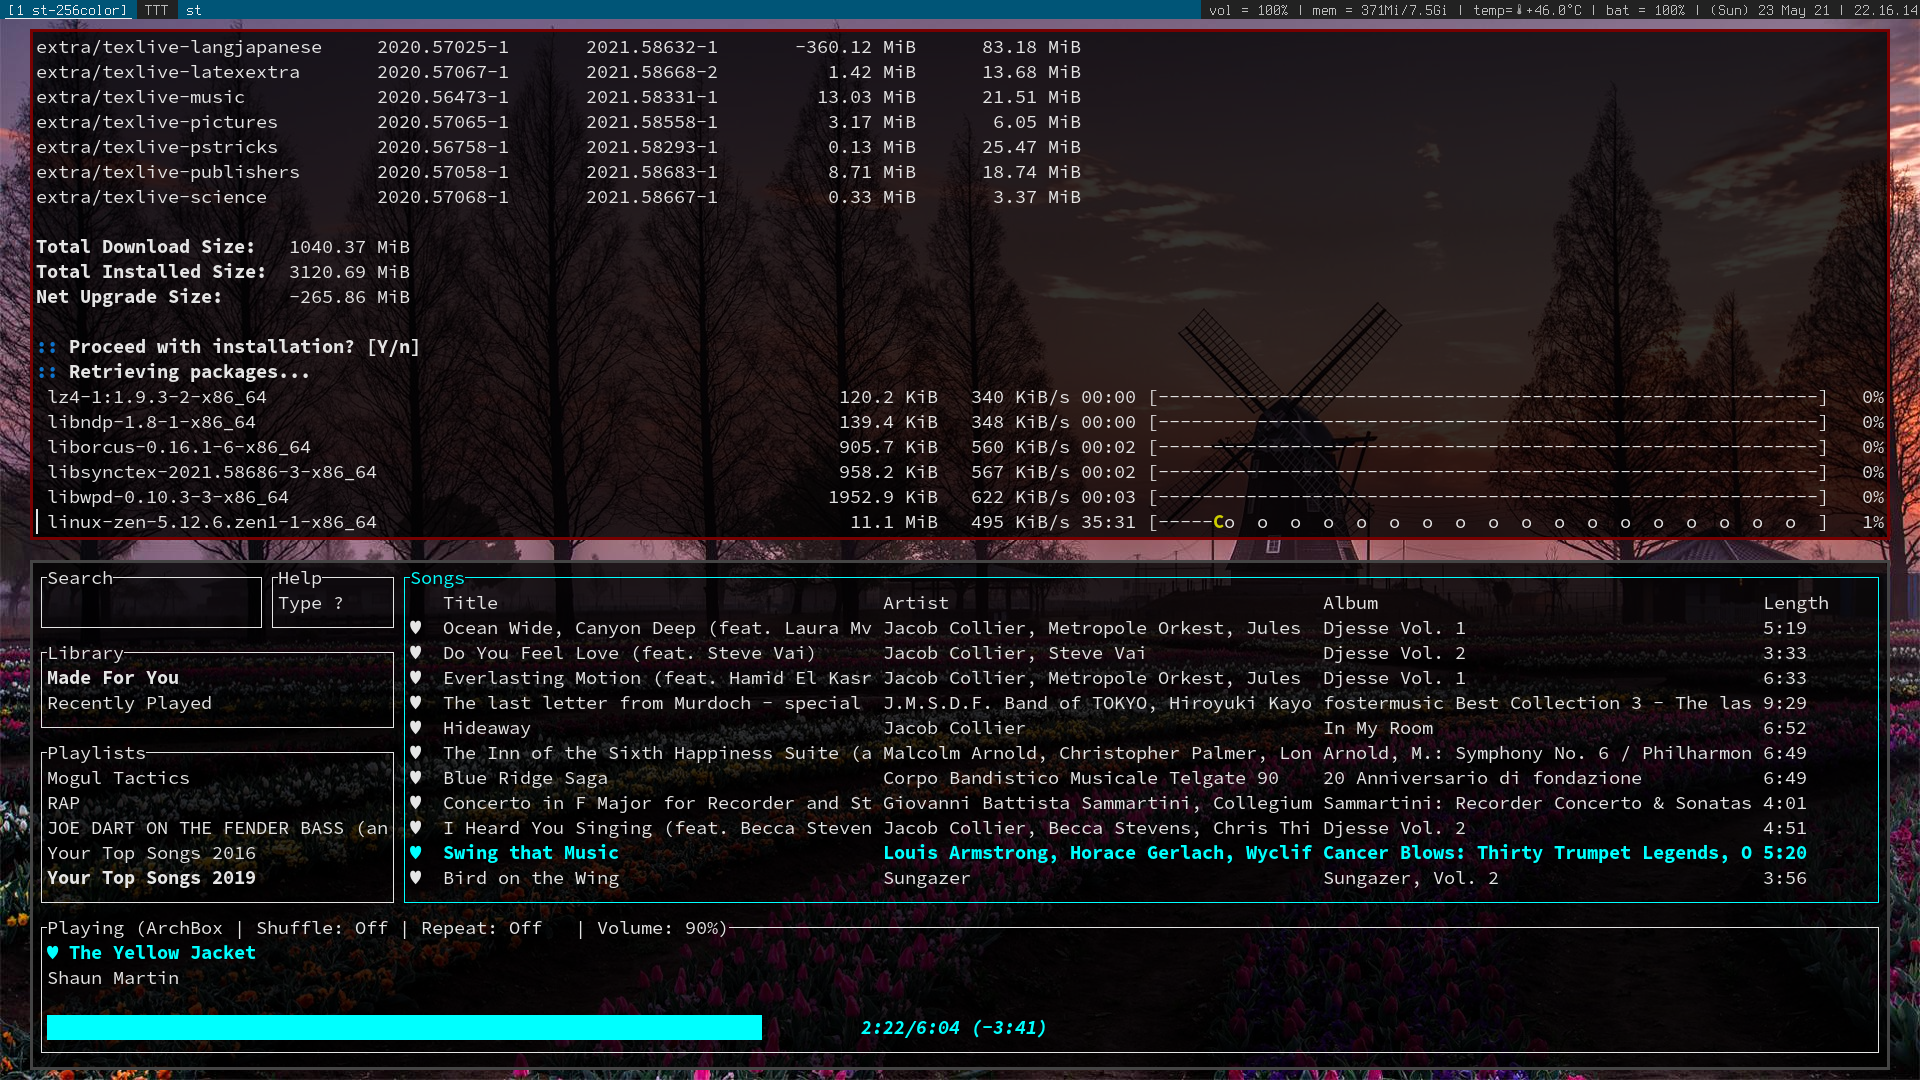 [1 st-256color] TTT st vol = 100% | mem = 371Mi/7.5Gi | temp=🌡+46.0°C | bat = 100% | (Sun) 23 May 21 | 22.16.14
extra/texlive-langjapanese 2020.57025-1 2021.58632-1 -360.12 MiB 83.18 MiB
extra/texlive-latexextra 2020.57067-1 2021.58668-2 1.42 MiB 13.68 MiB
extra/texlive-music 2020.56473-1 2021.58331-1 13.03 MiB 21.51 MiB
extra/texlive-pictures 2020.57065-1 2021.58558-1 3.17 MiB 6.05 MiB
extra/texlive-pstricks 2020.56758-1 2021.58293-1 0.13 MiB 25.47 MiB
extra/texlive-publishers 2020.57058-1 2021.58683-1 8.71 MiB 18.74 MiB
extra/texlive-science 2020.57068-1 2021.58667-1 0.33 MiB 3.37 MiB
Total Download Size: 1040.37 MiB
Total Installed Size: 3120.69 MiB
Net Upgrade Size: -265.86 MiB
:: Proceed with installation? [Y/n]
:: Retrieving packages...
lz4-1:1.9.3-2-x86_64 120.2 KiB 340 KiB/s 00:00 [------------------------------------------------------------] 0%
libndp-1.8-1-x86_64 139.4 KiB 348 KiB/s 00:00 [------------------------------------------------------------] 0%
liborcus-0.16.1-6-x86_64 905.7 KiB 560 KiB/s 00:02 [------------------------------------------------------------] 0%
libsynctex-2021.58686-3-x86_64 958.2 KiB 567 KiB/s 00:02 [------------------------------------------------------------] 0%
libwpd-0.10.3-3-x86_64 1952.9 KiB 622 KiB/s 00:03 [------------------------------------------------------------] 0%
linux-zen-5.12.6.zen1-1-x86_64 11.1 MiB 495 KiB/s 35:31 [-----Co o o o o o o o o o o o o o o o o o ] 1%
Search
Help
Type ?
Library
Made For You
Recently Played
Playlists
Mogul Tactics
RAP
JOE DART ON THE FENDER BASS (an
Your Top Songs 2016
Your Top Songs 2019
Songs
Title Artist Album Length
♥ Ocean Wide, Canyon Deep (feat. Laura Mv Jacob Collier, Metropole Orkest, Jules Djesse Vol. 1 5:19
♥ Do You Feel Love (feat. Steve Vai) Jacob Collier, Steve Vai Djesse Vol. 2 3:33
♥ Everlasting Motion (feat. Hamid El Kasr Jacob Collier, Metropole Orkest, Jules Djesse Vol. 1 6:33
♥ The last letter from Murdoch - special J.M.S.D.F. Band of TOKYO, Hiroyuki Kayo fostermusic Best Collection 3 - The las 9:29
♥ Hideaway Jacob Collier In My Room 6:52
♥ The Inn of the Sixth Happiness Suite (a Malcolm Arnold, Christopher Palmer, Lon Arnold, M.: Symphony No. 6 / Philharmon 6:49
♥ Blue Ridge Saga Corpo Bandistico Musicale Telgate 90 20 Anniversario di fondazione 6:49
♥ Concerto in F Major for Recorder and St Giovanni Battista Sammartini, Collegium Sammartini: Recorder Concerto & Sonatas 4:01
♥ I Heard You Singing (feat. Becca Steven Jacob Collier, Becca Stevens, Chris Thi Djesse Vol. 2 4:51
♥ Swing that Music Louis Armstrong, Horace Gerlach, Wyclif Cancer Blows: Thirty Trumpet Legends, O 5:20
♥ Bird on the Wing Sungazer Sungazer, Vol. 2 3:56
Playing (ArchBox | Shuffle: Off | Repeat: Off | Volume: 90%)
♥ The Yellow Jacket
Shaun Martin
2:22/6:04 (-3:41)